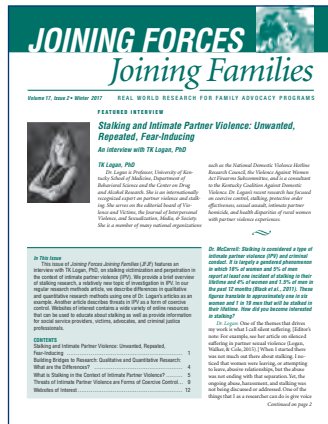 JOINING FORCES
Joining Families
Volume 17, Issue 2 • Winter 2017 REAL WORLD RESEARCH FOR FAMILY ADVOCACY PROGRAMS
FEATURED INTERVIEW
Stalking and Intimate Partner Violence: Unwanted,
Repeated, Fear-Inducing
An interview with TK Logan, PhD
TK Logan, PhD
Dr. Logan is Professor, University of Ken-
tucky School of Medicine, Department of
Behavioral Science and the Center on Drug
and Alcohol Research. She is an internationally
recognized expert on partner violence and stalk-
ing. She serves on the editorial board of Vio-
lence and Victims, the Journal of Interpersonal
Violence, and Sexualization, Media, & Society.
She is a member of many national organizations
such as the National Domestic Violence Hotline
Research Council, the Violence Against Women
Act Firearms Subcommittee, and is a consultant
to the Kentucky Coalition Against Domestic
Violence. Dr. Logan's recent research has focused
on coercive control, stalking, protective order
effectiveness, sexual assault, intimate partner
homicide, and health disparities of rural women
with partner violence experiences.
In This Issue
This issue of Joining Forces Joining Families (JFJF) features an
interview with TK Logan, PhD, on stalking victimization and perpetration in
the context of intimate partner violence (IPV). We provide a brief overview
of stalking research, a relatively new topic of investigation in IPV. In our
regular research methods article, we describe differences in qualitative
and quantitative research methods using one of Dr. Logan's articles as an
example. Another article describes threats in IPV as a form of coercive
control. Websites of interest contains a wide variety of online resources
that can be used to educate about stalking as well as provide information
for social service providers, victims, advocates, and criminal justice
professionals.
CONTENTS
Stalking and Intimate Partner Violence: Unwanted, Repeated,
Fear-Inducing 1
Building Bridges to Research: Qualitative and Quantitative Research:
What are the Differences? 4
What is Stalking in the Context of Intimate Partner Violence? 5
Threats of Intimate Partner Violence and Forms of Coercive Control 9
Websites of Interest 12
Dr. McCarroll: Stalking is considered a type of
intimate partner violence (IPV) and criminal
conduct. It is largely a gendered phenomenon
in which 16% of women and 5% of men
report at least one incident of stalking in their
lifetime and 4% of women and 1.3% of men in
the past 12 months (Black et al., 2011). These
figures translate to approximately one in six
women and 1 in 19 men that will be stalked in
their lifetime. How did you become interested
in stalking?
Dr. Logan: One of the themes that drives
my work is what I call silent suffering. [Editor's
note: For example, see her article on silenced
suffering in partner sexual violence (Logan,
Walker, & Cole, 2015).] When I started there
was not much out there about stalking. I no-
ticed that women were leaving, or attempting
to leave, abusive relationships, but the abuse
was not ending with that separation. Yet, the
ongoing abuse, harassment, and stalking was
not being discussed or addressed. One of the
things that I as a researcher can do is give voice
Continued on page 2